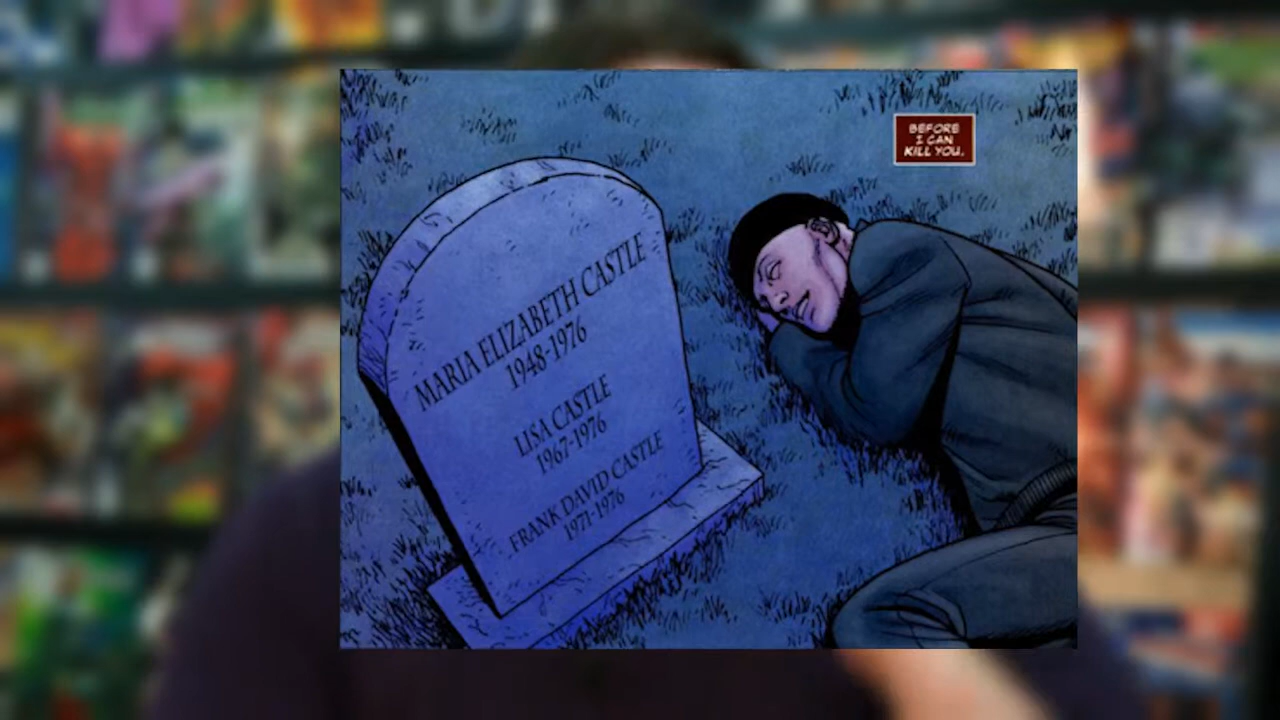 BEFORE
I CAN
KILL YOU.
MARIA ELIZABETH CASTLE
1948-1976
LISA CASTLE
1967-1976
FRANK DAVID CASTLE
1971-1976